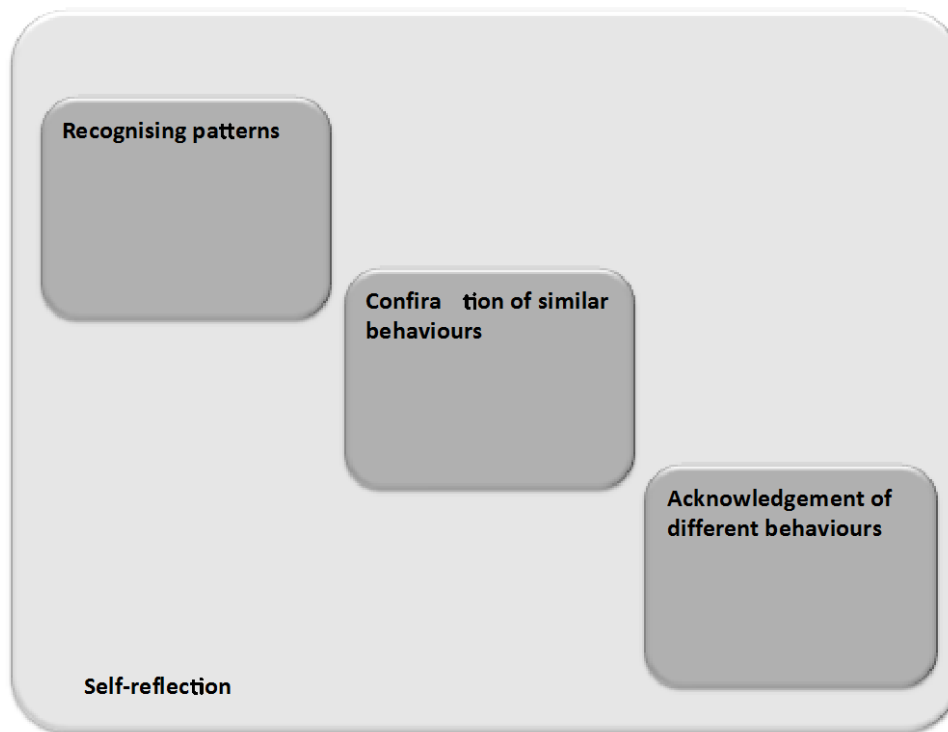 Recognising patterns
Confira tion of similar
behaviours
Acknowledgement of
different behaviours
Self-reflection